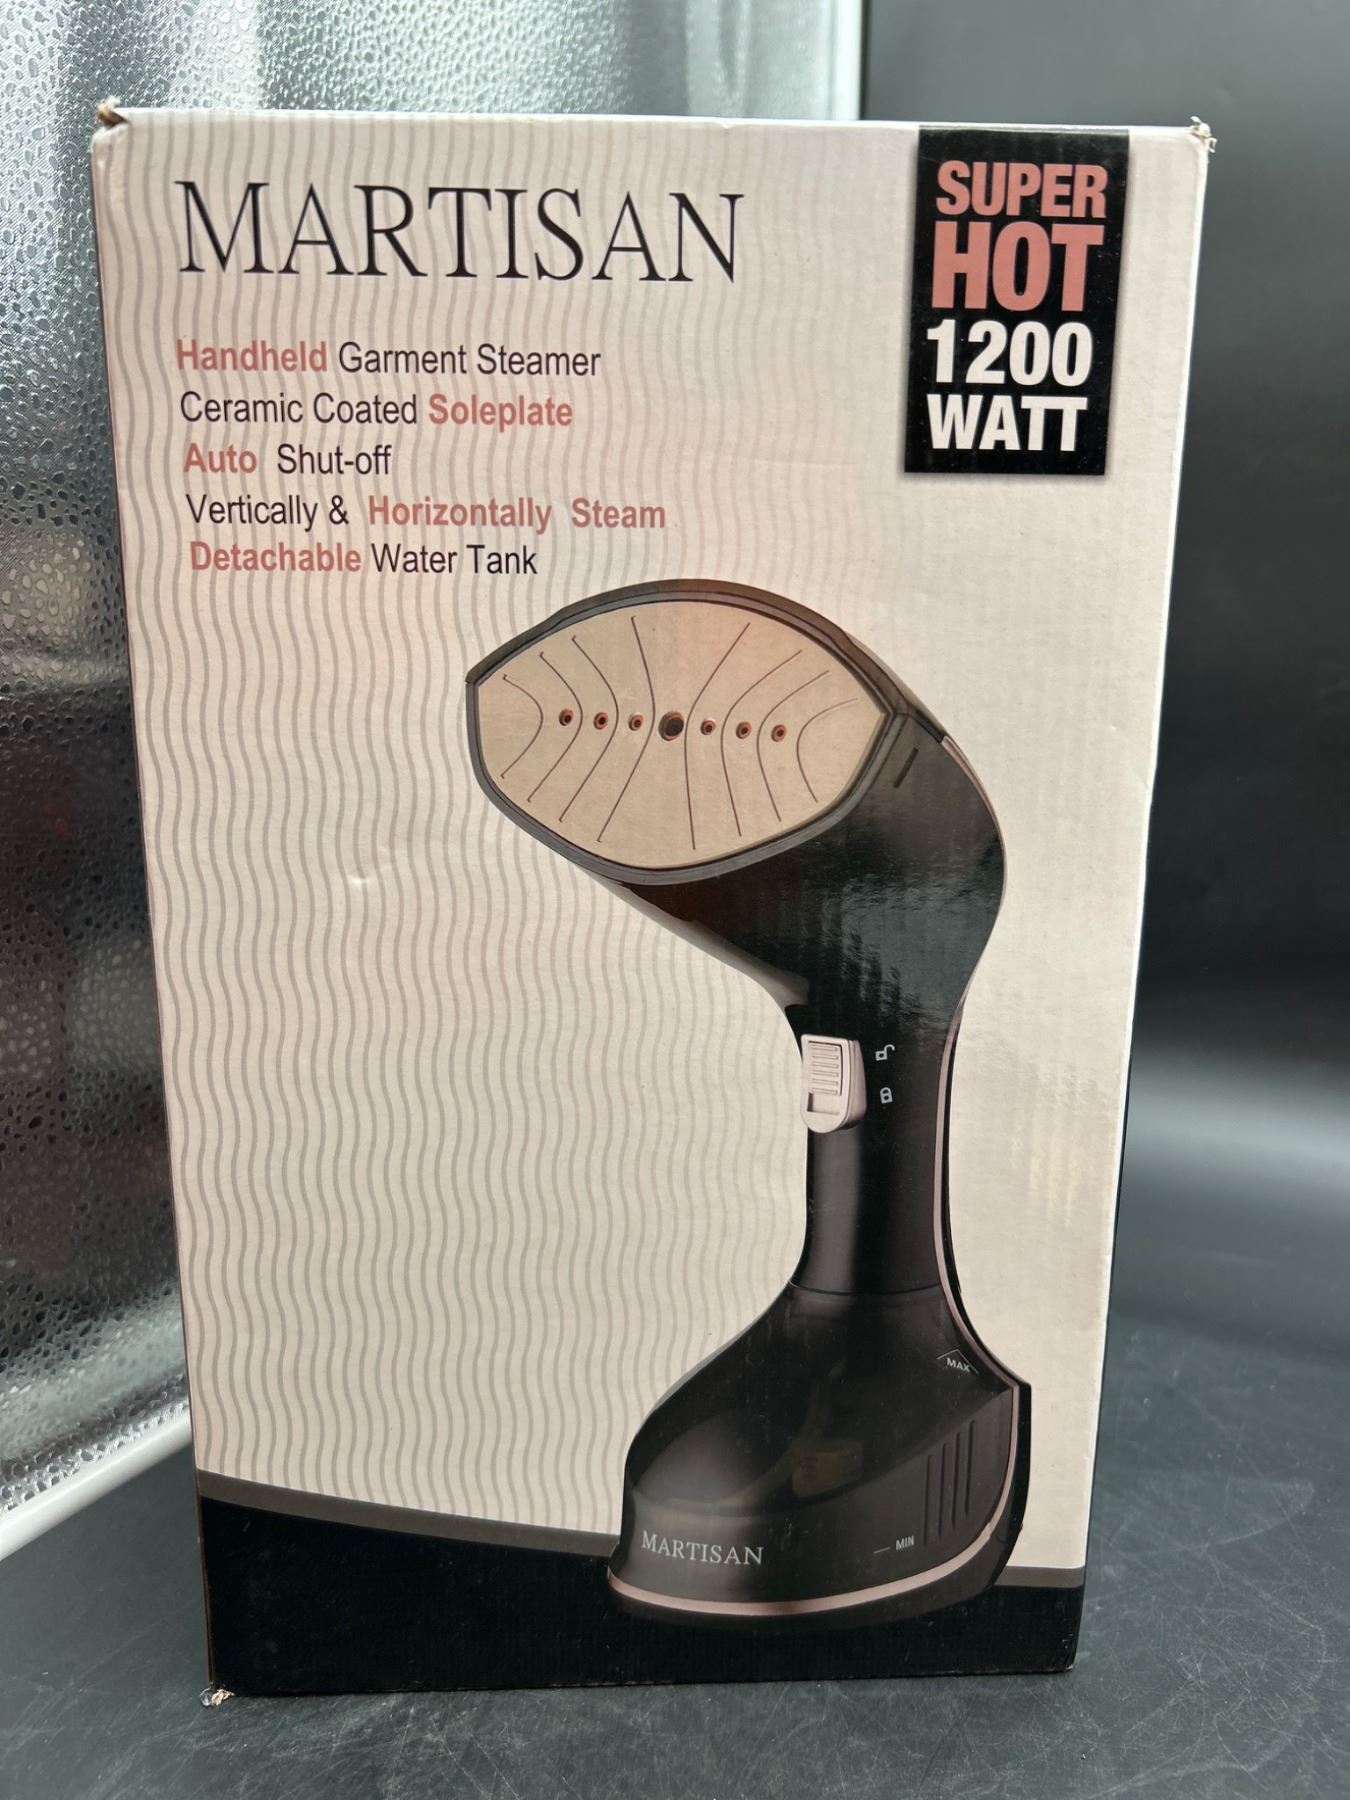 MARTISAN
SUPER
HOT
1200
WATT
Handheld Garment Steamer
Ceramic Coated Soleplate
Auto Shut-off
Vertically & Horizontally Steam
Detachable Water Tank
MAX
MIN
MARTISAN